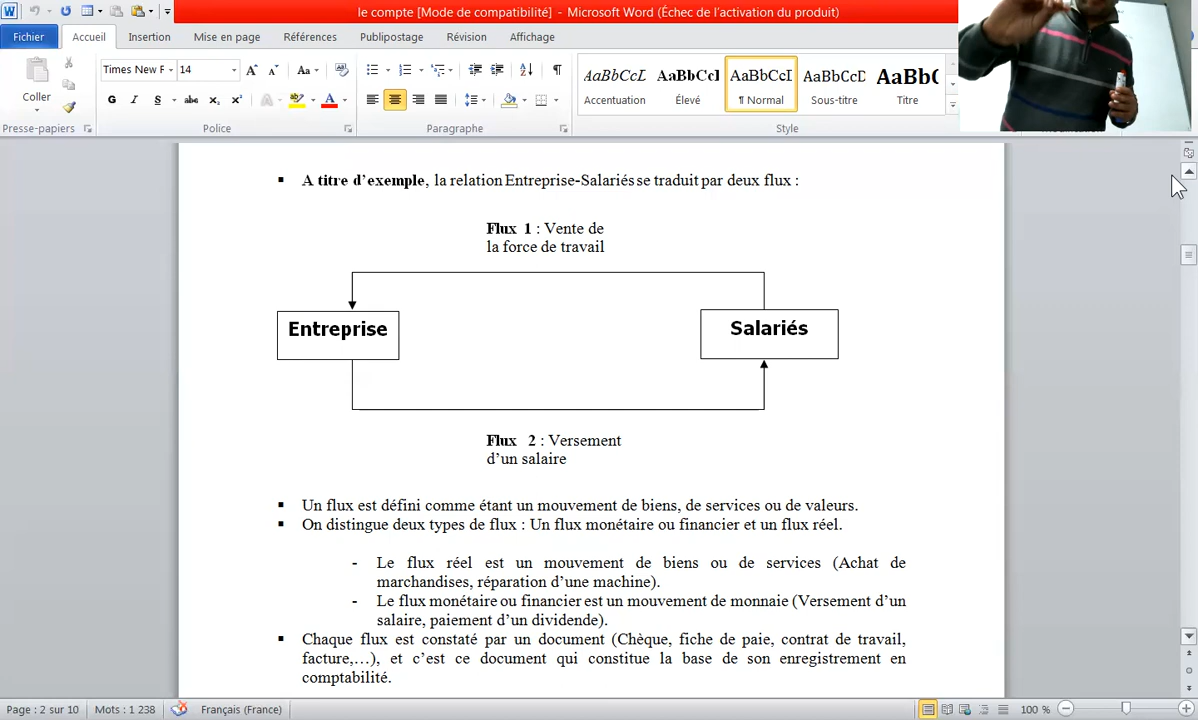 le compte [Mode de compatibilité] - Microsoft Word (Échec de l'activation du produit)
Fichier Accueil Insertion Mise en page Références Publipostage Révision Affichage
Times New F 14
Coller
G I S abc x₂ x² A A
AaBbCcL AaBbCcI AaBbCcI AaBbCcD AaBb(
Accentuation Élevé ¶ Normal Sous-titre Titre
Presse-papiers Police Paragraphe Style
▪ A titre d'exemple, la relation Entreprise-Salariés se traduit par deux flux :
Flux 1 : Vente de
la force de travail
Entreprise
Salariés
Flux 2 : Versement
d'un salaire
▪ Un flux est défini comme étant un mouvement de biens, de services ou de valeurs.
▪ On distingue deux types de flux : Un flux monétaire ou financier et un flux réel.
- Le flux réel est un mouvement de biens ou de services (Achat de
marchandises, réparation d'une machine).
- Le flux monétaire ou financier est un mouvement de monnaie (Versement d'un
salaire, paiement d'un dividende).
▪ Chaque flux est constaté par un document (Chèque, fiche de paie, contrat de travail,
facture,…), et c'est ce document qui constitue la base de son enregistrement en
comptabilité.
Page : 2 sur 10 Mots : 1 238 Français (France) 100 %